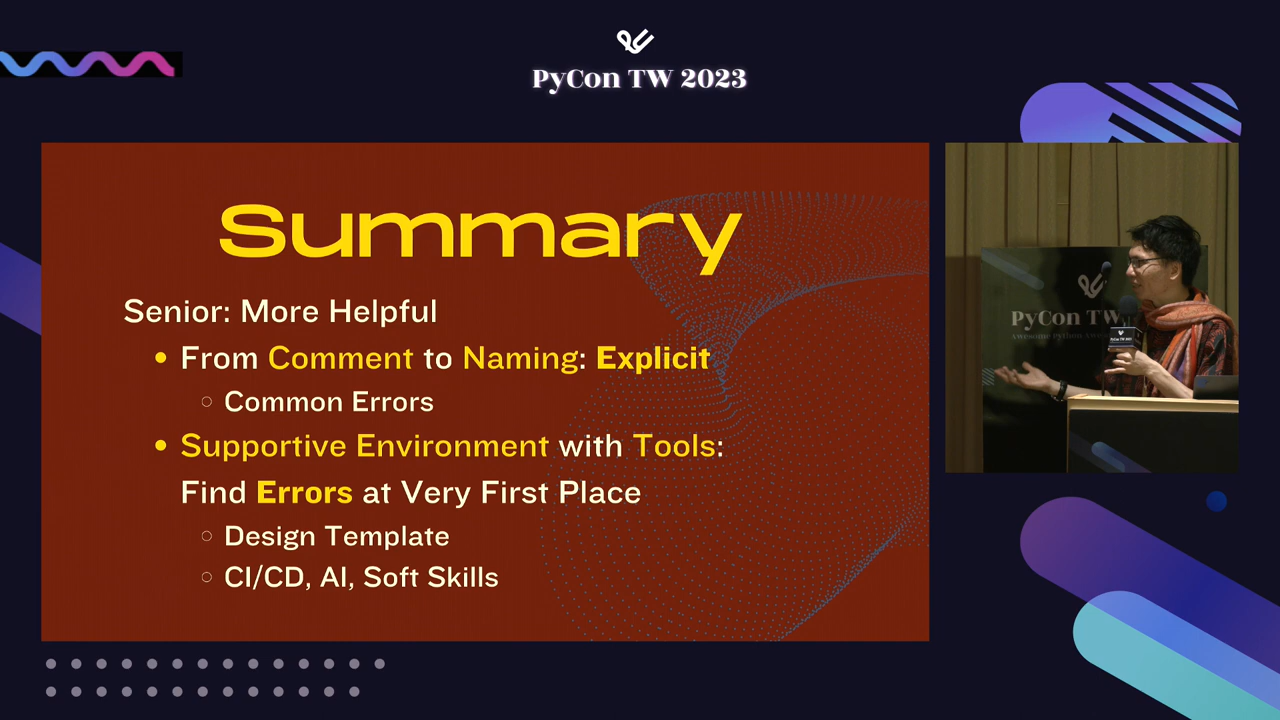 PyCon TW 2023
Summary
Senior: More Helpful
From Comment to Naming: Explicit
Common Errors
Supportive Environment with Tools:
Find Errors at Very First Place
Design Template
CI/CD, AI, Soft Skills
PyCon TW